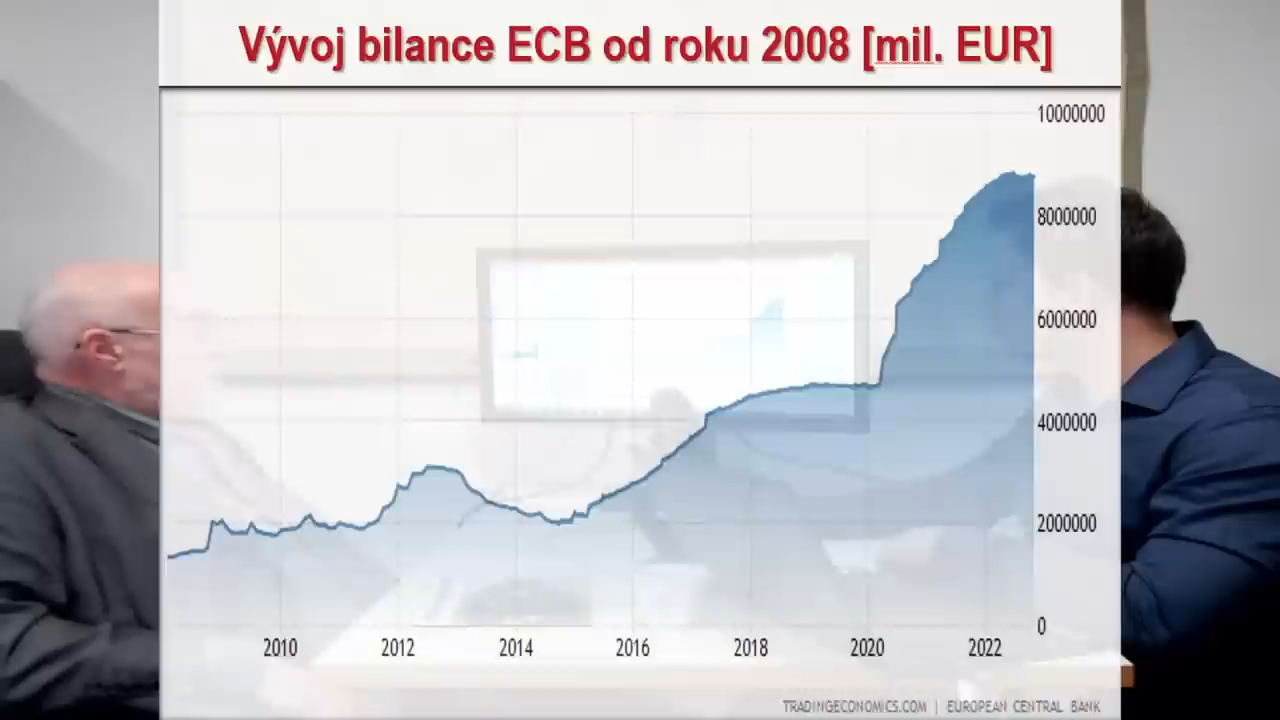 Vývoj bilance ECB od roku 2008 [mil. EUR]
10000000
8000000
6000000
4000000
2000000
0
2010 2012 2014 2016 2018 2020 2022
TRADINGECONOMICS.COM | EUROPEAN CENTRAL BANK